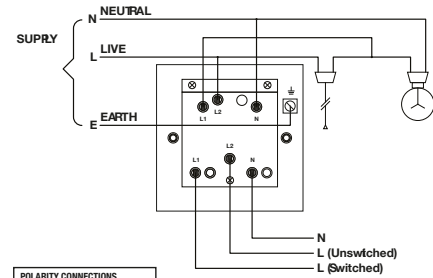 N NEUTRAL
SUPPLY
L LIVE
L2
L1
N
E EARTH
L2
L1
N
N
L (Unswitched)
L (Switched)
POLARITY CONNECTIONS